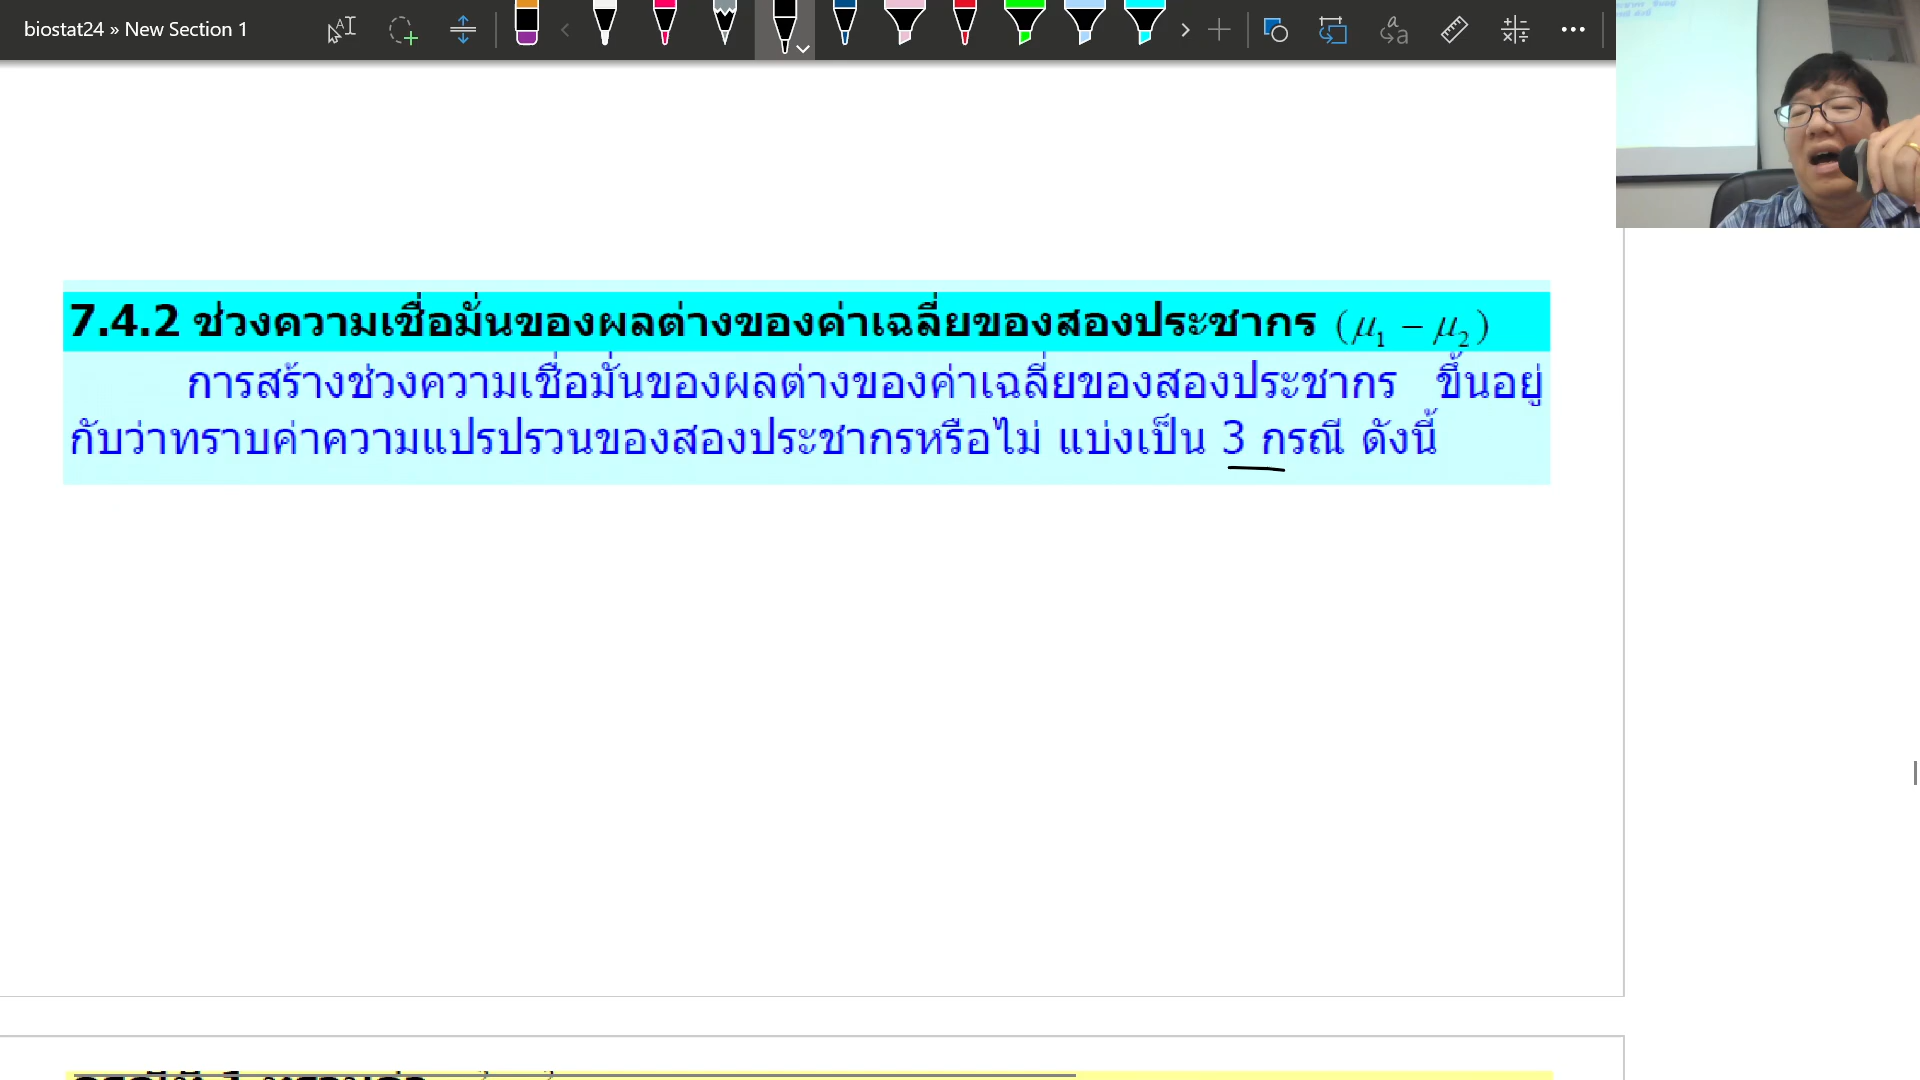 biostat24 » New Section 1
7.4.2 ช่วงความเชื่อมั่นของผลต่างของค่าเฉลี่ยของสองประชากร (μ₁ − μ₂)
การสร้างช่วงความเชื่อมั่นของผลต่างของค่าเฉลี่ยของสองประชากร ขึ้นอยู่
กับว่าทราบค่าความแปรปรวนของสองประชากรหรือไม่ แบ่งเป็น 3 กรณี ดังนี้